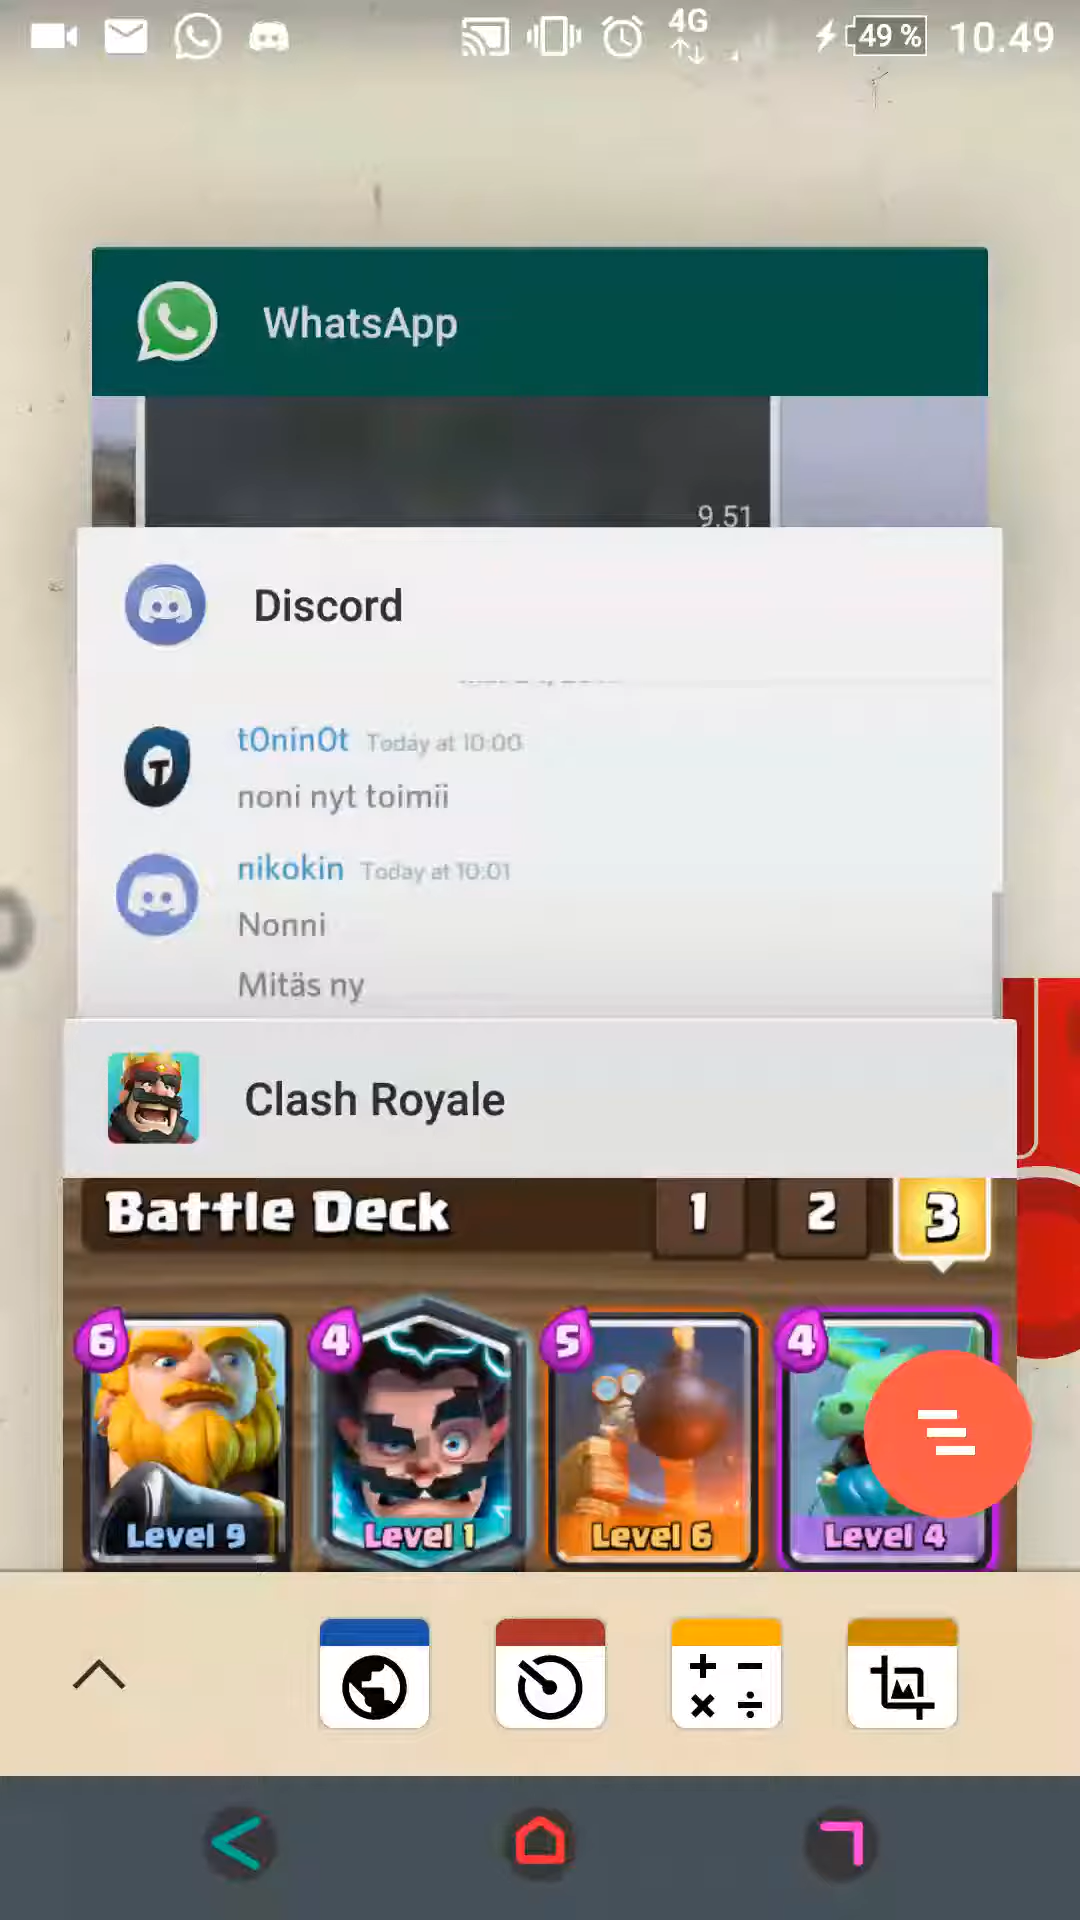 4G 49 % 10.49
WhatsApp
9.51
Discord
t0nin0t Today at 10:00
noni nyt toimii
nikokin Today at 10:01
Nonni
Mitäs ny
Clash Royale
Battle Deck 1 2 3
6 4 5 4
Level 9 Level 1 Level 6 Level 4